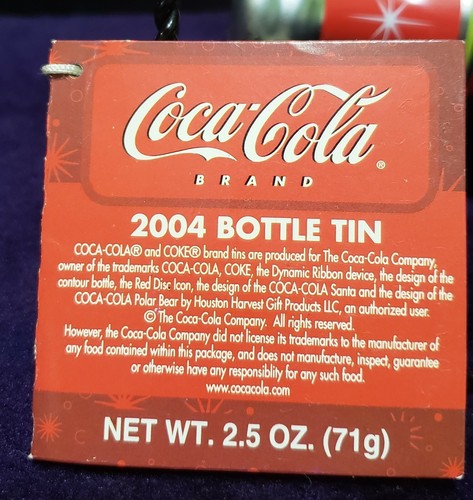 Coca-Cola®
BRAND
2004 BOTTLE TIN
COCA-COLA® and COKE® brand tins are produced for The Coca-Cola Company,
owner of the trademarks COCA-COLA, COKE, the Dynamic Ribbon device, the design of the
contour bottle, the Red Disc Icon, the design of the COCA-COLA Santa and the design of the
COCA-COLA Polar Bear by Houston Harvest Gift Products LLC, an authorized user.
© The Coca-Cola Company. All rights reserved.
However, the Coca-Cola Company did not license its trademarks to the manufacturer of
any food contained within this package, and does not manufacture, inspect, guarantee
or otherwise have any responsiblity for any such food.
www.cocacola.com
NET WT. 2.5 OZ. (71g)